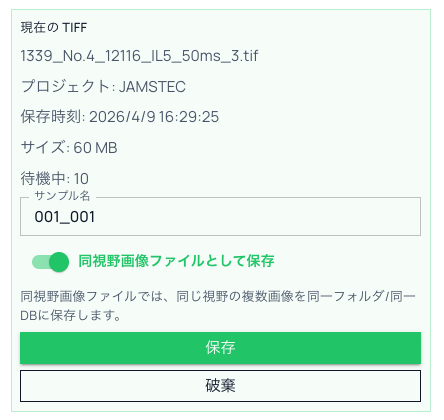 現在の TIFF
1339_No.4_12116_IL5_50ms_3.tif
プロジェクト: JAMSTEC
保存時刻: 2026/4/9 16:29:25
サイズ: 60 MB
待機中: 10
サンプル名
001_001
同視野画像ファイルとして保存
同視野画像ファイルでは、同じ視野の複数画像を同一フォルダ/同一
DBに保存します。
保存
破棄